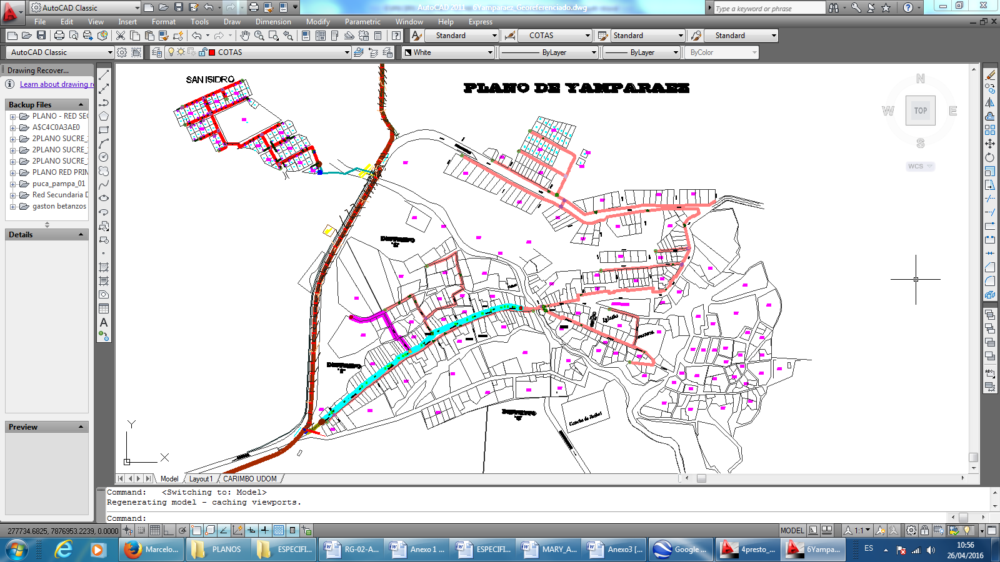 AutoCAD Classic
AutoCAD 2011 - 6Yamparaez_Georeferenciado.dwg
Type a keyword or phrase
File Edit View Insert Format Tools Draw Dimension Modify Parametric Window Help Express
Standard COTAS Standard Standard
AutoCAD Classic COTAS White ByLayer ByLayer ByColor
Drawing Recover...
Learn about drawing r
Backup Files
PLANO - RED SEC
A$C4C0A3AE0
2PLANO SUCRE_
2PLANO SUCRE_
2PLANO SUCRE_
PLANO RED PRIN
puca_pampa_01
Red Secundaria D
gaston betanzos
Details
Preview
SAN ISIDRO
PLANO DE YAMPARAEZ
N
W TOP E
S
WCS
Iglesia
Cancha de futbol
Y
X
Model Layout1 CARIMBO UDOM
Command: <Switching to: Model>
Regenerating model - caching viewports.
Command:
277734.6825, 7876953.2239, 0.0000
MODEL 1:1
Marcelo... PLANOS ESPECIFI... RG-02-A... Anexo 1 ... ESPECIFI... MARY_A... Anexo3 [... Google ... 4presto_... 6Yampa...
ES
10:56
26/04/2016